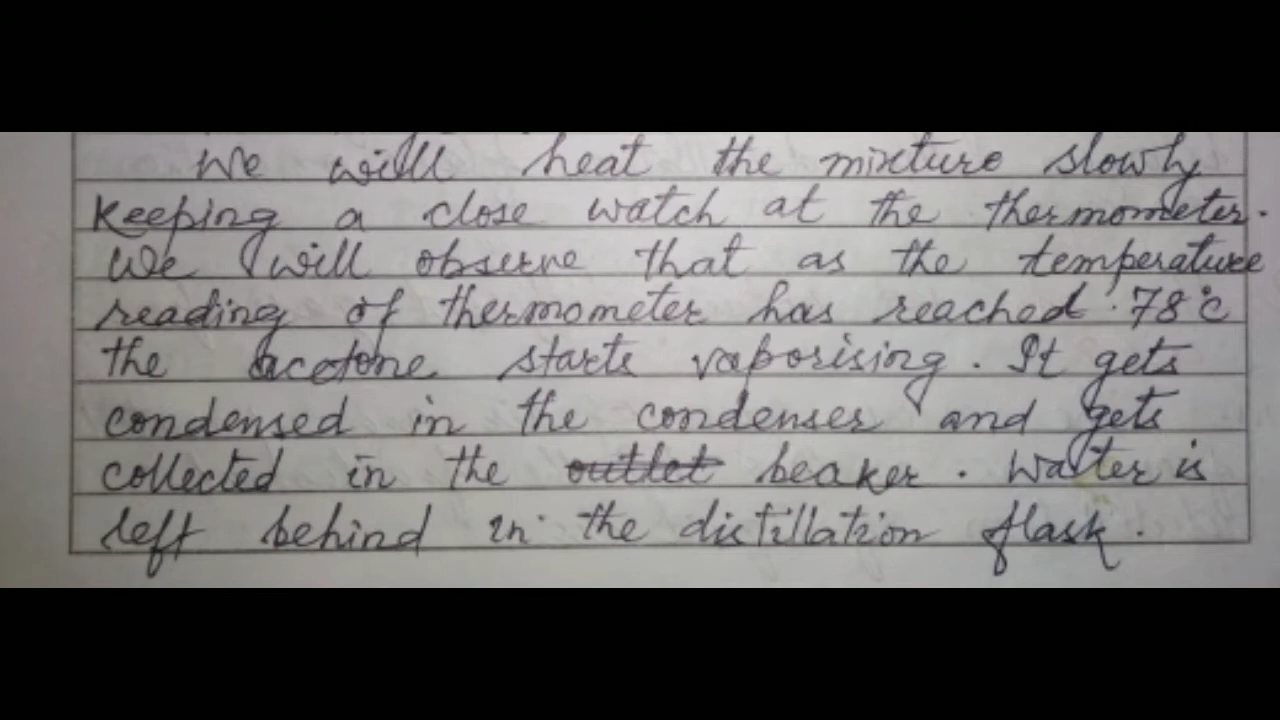 We will heat the mixture slowly
Keeping a close watch at the thermometer.
We will observe that as the temperature
reading of thermometer has reached 78°C
the acetone starts vaporising. It gets
condensed in the condenser and gets
collected in the outlet beaker. Water is
left behind in the distillation flask.